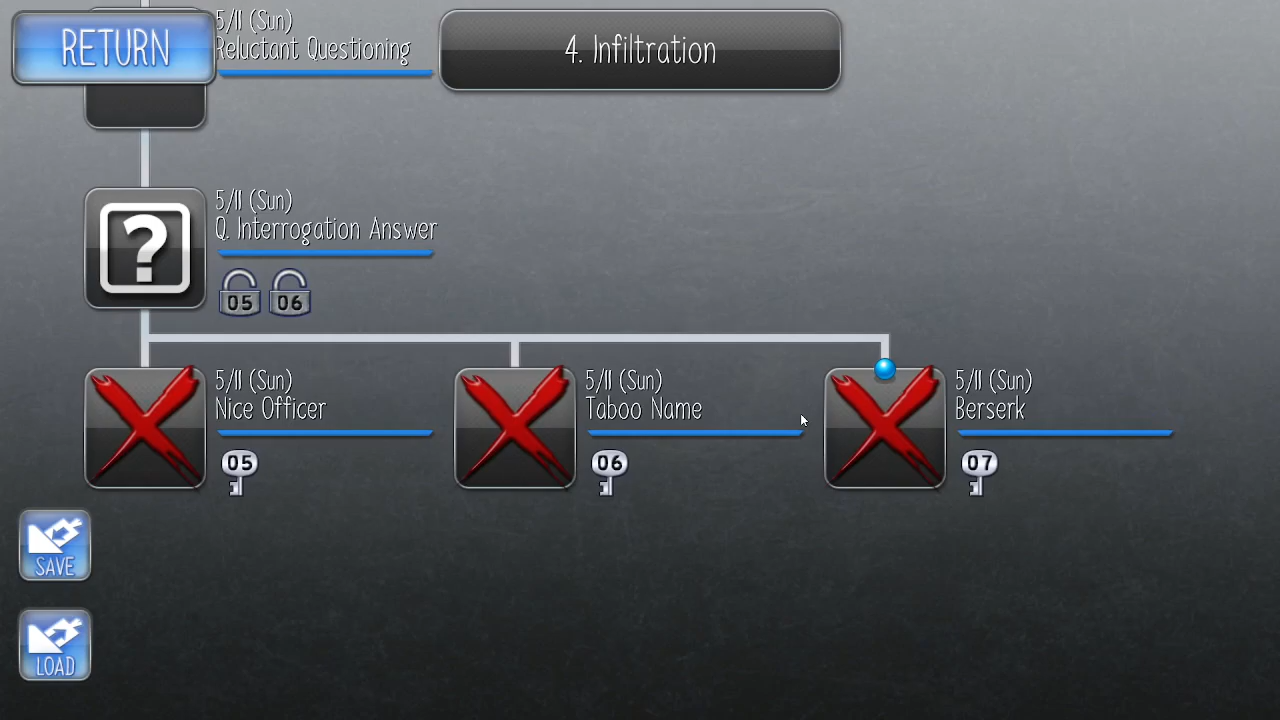 5/11 (Sun)
Reluctant Questioning
RETURN
4. Infiltration
5/11 (Sun)
Q. Interrogation Answer
05 06
5/11 (Sun)
Nice Officer
05
5/11 (Sun)
Taboo Name
06
5/11 (Sun)
Berserk
07
SAVE
LOAD